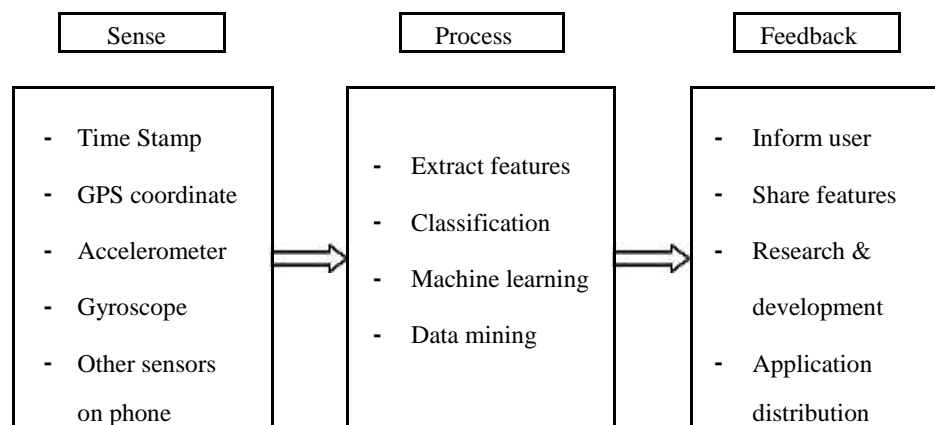 Sense
Process
Feedback
- Time Stamp
- GPS coordinate
- Accelerometer
- Gyroscope
- Other sensors
on phone
- Extract features
- Classification
- Machine learning
- Data mining
- Inform user
- Share features
- Research &
development
- Application
distribution